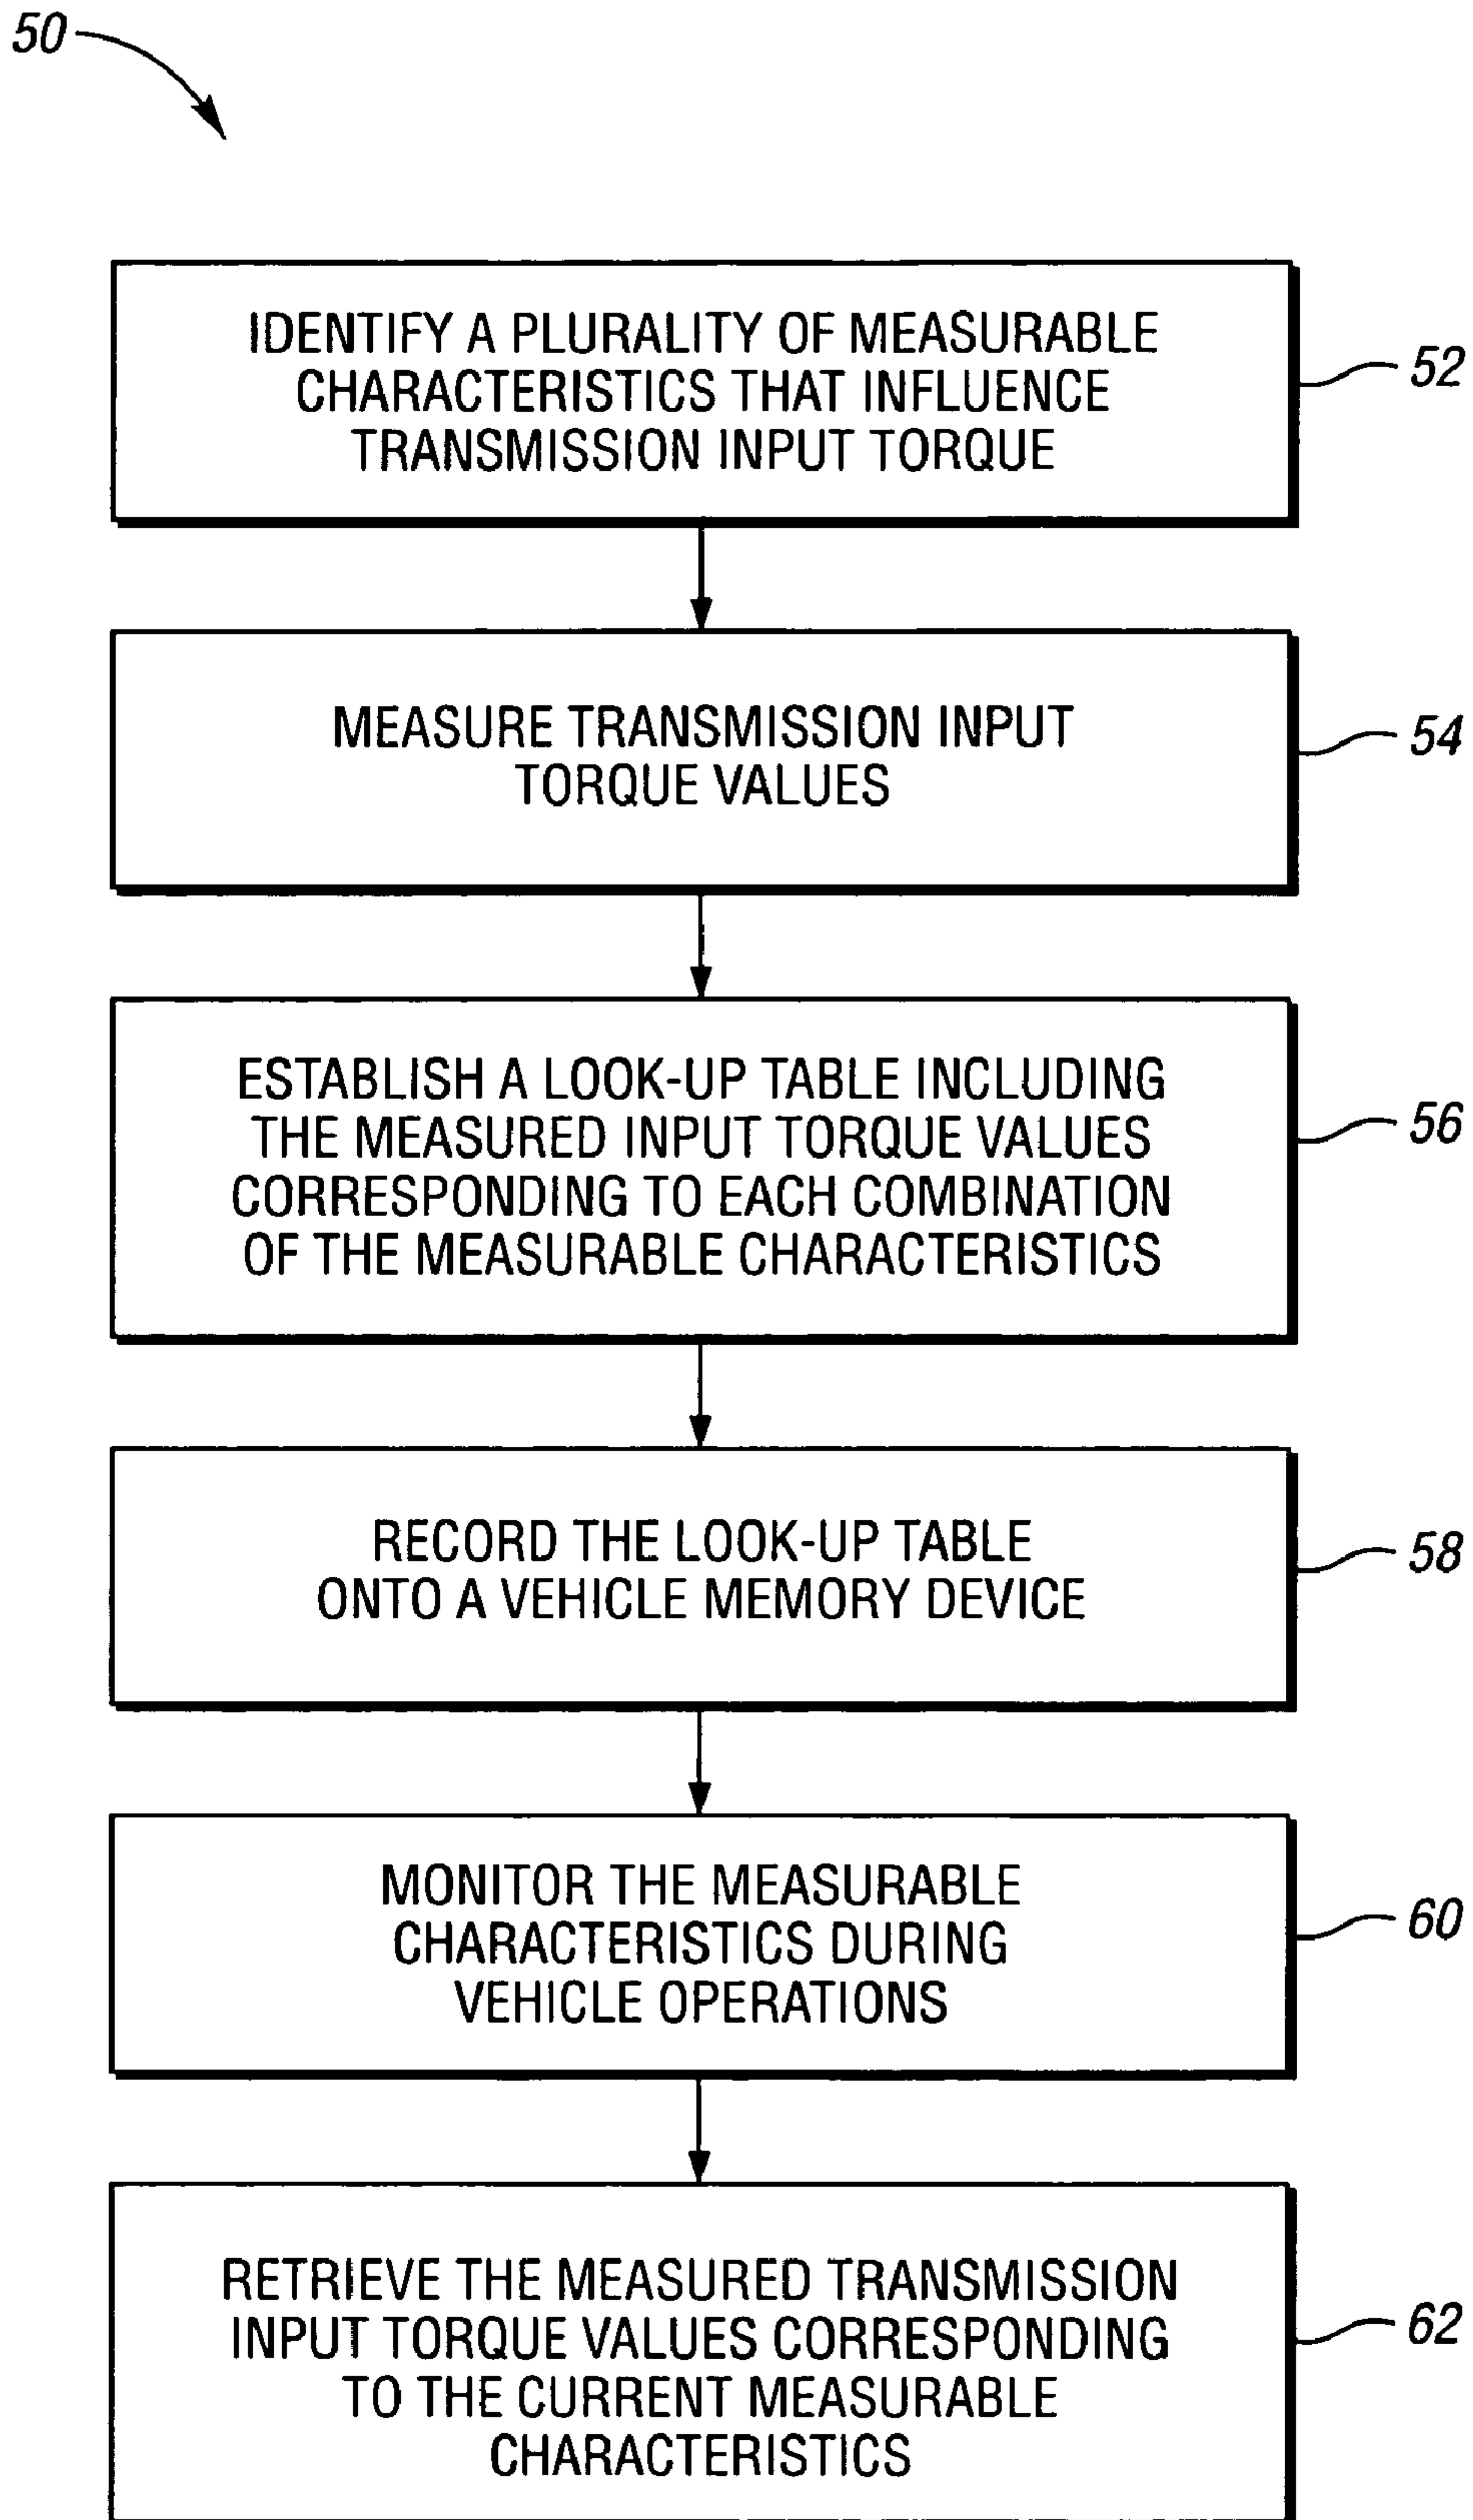 50
IDENTIFY A PLURALITY OF MEASURABLE
CHARACTERISTICS THAT INFLUENCE
TRANSMISSION INPUT TORQUE
52
MEASURE TRANSMISSION INPUT
TORQUE VALUES
54
ESTABLISH A LOOK-UP TABLE INCLUDING
THE MEASURED INPUT TORQUE VALUES
CORRESPONDING TO EACH COMBINATION
OF THE MEASURABLE CHARACTERISTICS
56
RECORD THE LOOK-UP TABLE
ONTO A VEHICLE MEMORY DEVICE
58
MONITOR THE MEASURABLE
CHARACTERISTICS DURING
VEHICLE OPERATIONS
60
RETRIEVE THE MEASURED TRANSMISSION
INPUT TORQUE VALUES CORRESPONDING
TO THE CURRENT MEASURABLE
CHARACTERISTICS
62